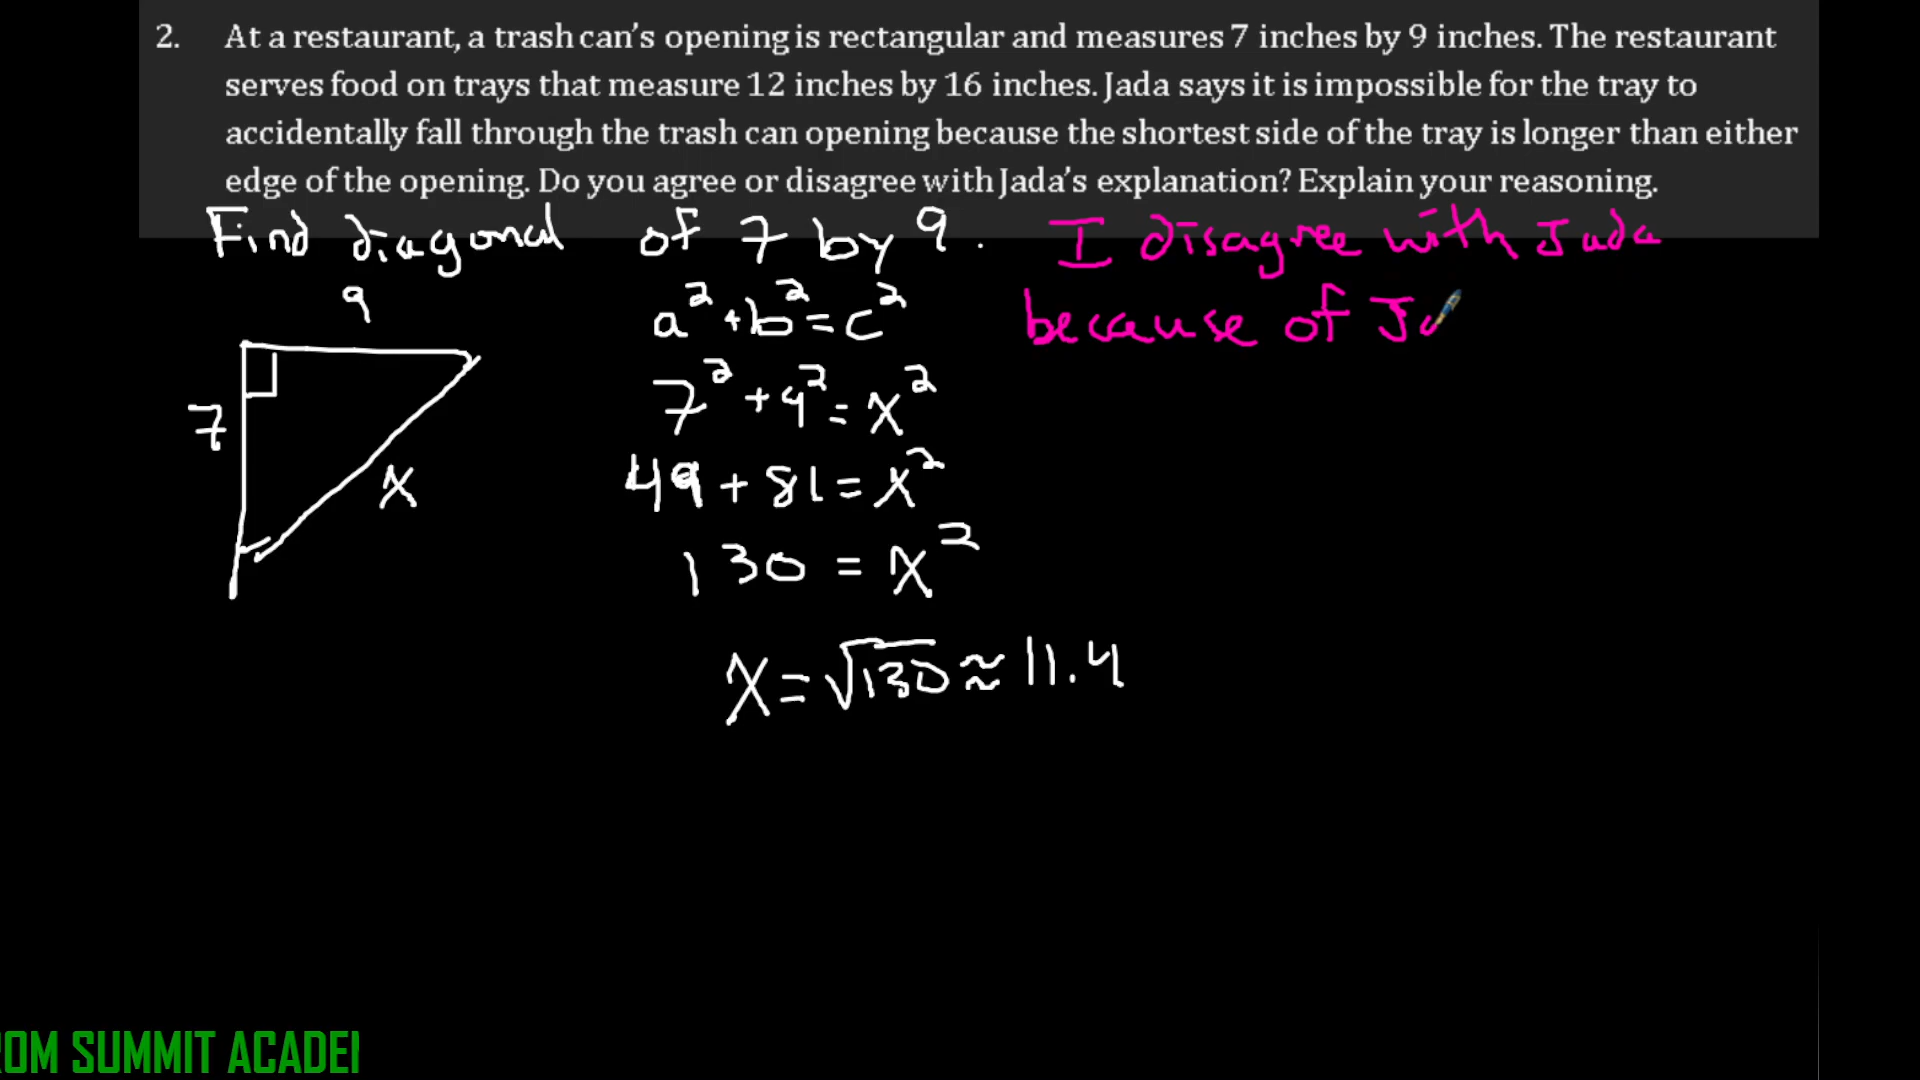 2. At a restaurant, a trash can's opening is rectangular and measures 7 inches by 9 inches. The restaurant
serves food on trays that measure 12 inches by 16 inches. Jada says it is impossible for the tray to
accidentally fall through the trash can opening because the shortest side of the tray is longer than either
edge of the opening. Do you agree or disagree with Jada's explanation? Explain your reasoning.
Find diagonal of 7 by 9.
I disagree with Jada
because of Ja
9
7
x
a² + b² = c²
7² + 9² = x²
49 + 81 = x²
130 = x²
x = √130 ≈ 11.4
ROM SUMMIT ACADE